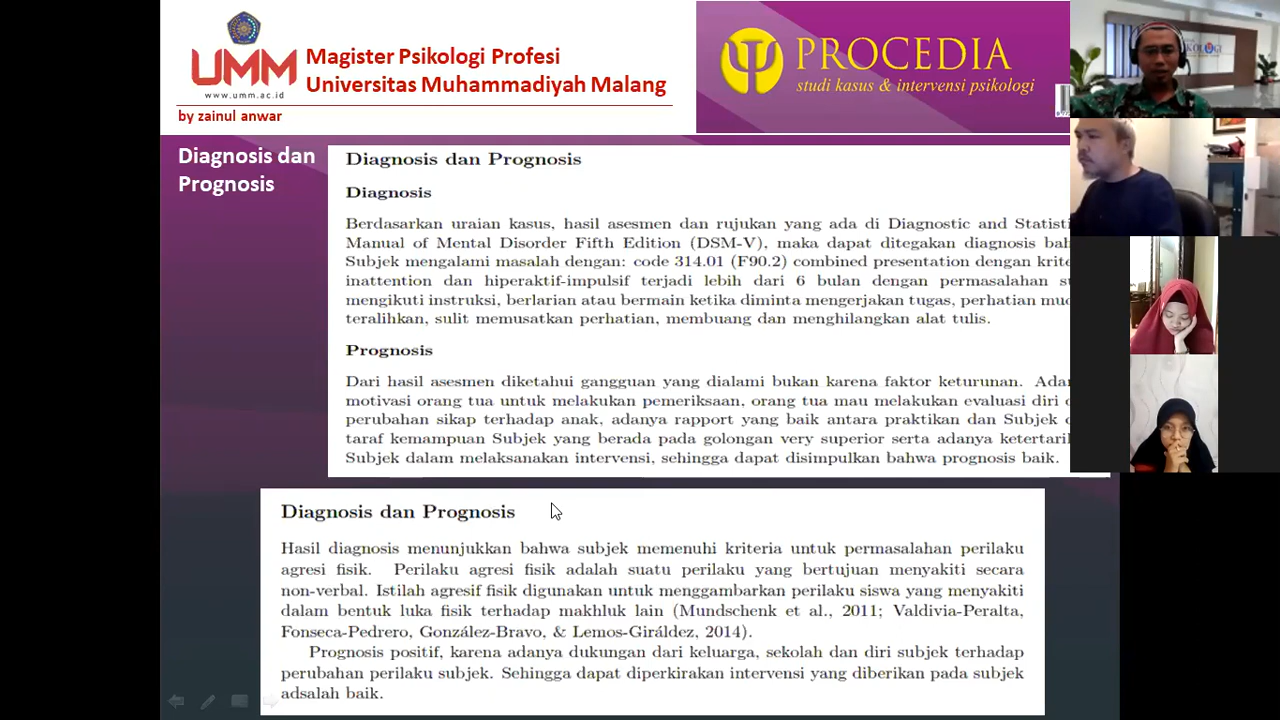 UMM
www.umm.ac.id
Magister Psikologi Profesi
Universitas Muhammadiyah Malang
by zainul anwar
PROCEDIA
studi kasus & intervensi psikologi
Diagnosis dan
Prognosis
Diagnosis dan Prognosis
Diagnosis
Berdasarkan uraian kasus, hasil asesmen dan rujukan yang ada di Diagnostic and Statisti
Manual of Mental Disorder Fifth Edition (DSM-V), maka dapat ditegakan diagnosis bah
Subjek mengalami masalah dengan: code 314.01 (F90.2) combined presentation dengan krite
inattention dan hiperaktif-impulsif terjadi lebih dari 6 bulan dengan permasalahan su
mengikuti instruksi, berlarian atau bermain ketika diminta mengerjakan tugas, perhatian mud
teralihkan, sulit memusatkan perhatian, membuang dan menghilangkan alat tulis.
Prognosis
Dari hasil asesmen diketahui gangguan yang dialami bukan karena faktor keturunan. Adan
motivasi orang tua untuk melakukan pemeriksaan, orang tua mau melakukan evaluasi diri d
perubahan sikap terhadap anak, adanya rapport yang baik antara praktikan dan Subjek d
taraf kemampuan Subjek yang berada pada golongan very superior serta adanya ketertarik
Subjek dalam melaksanakan intervensi, sehingga dapat disimpulkan bahwa prognosis baik.
Diagnosis dan Prognosis
Hasil diagnosis menunjukkan bahwa subjek memenuhi kriteria untuk permasalahan perilaku
agresi fisik. Perilaku agresi fisik adalah suatu perilaku yang bertujuan menyakiti secara
non-verbal. Istilah agresif fisik digunakan untuk menggambarkan perilaku siswa yang menyakiti
dalam bentuk luka fisik terhadap makhluk lain (Mundschenk et al., 2011; Valdivia-Peralta,
Fonseca-Pedrero, González-Bravo, & Lemos-Giráldez, 2014).
Prognosis positif, karena adanya dukungan dari keluarga, sekolah dan diri subjek terhadap
perubahan perilaku subjek. Sehingga dapat diperkirakan intervensi yang diberikan pada subjek
adsalah baik.